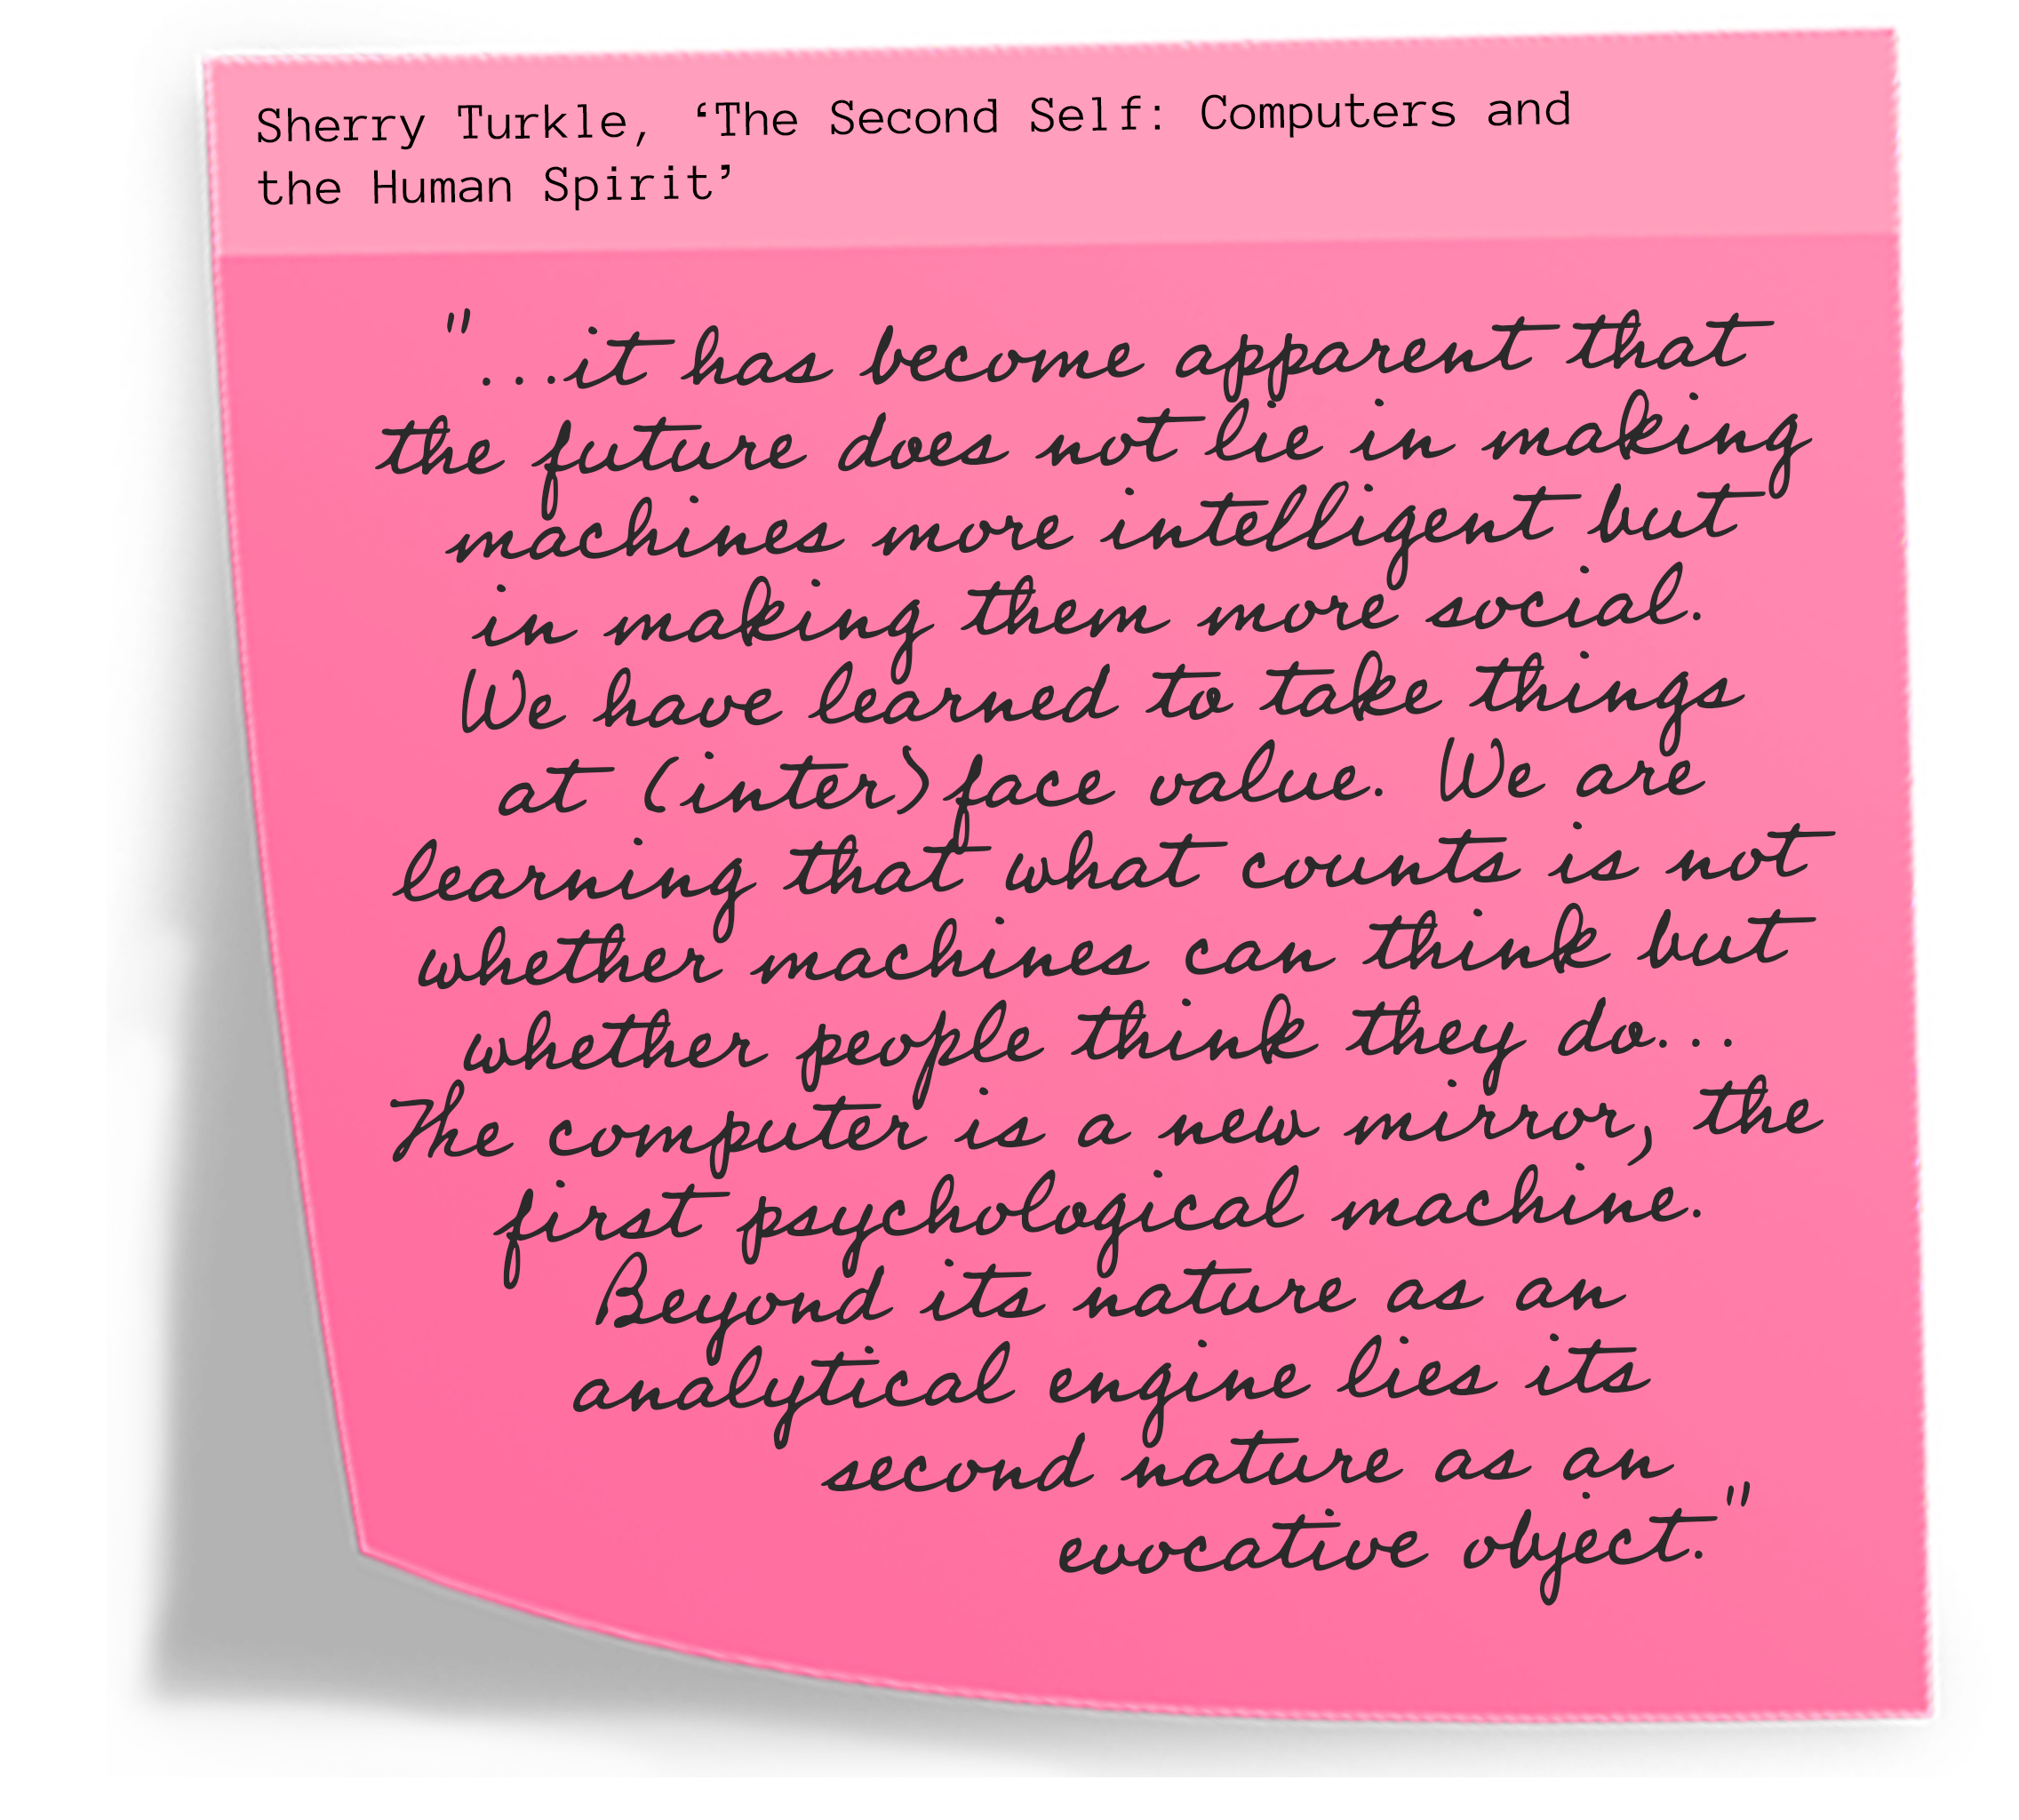 Sherry Turkle, ‘The Second Self: Computers and
the Human Spirit’
"...it has become apparent that
the future does not lie in making
machines more intelligent but
in making them more social.
We have learned to take things
at (inter)face value. We are
learning that what counts is not
whether machines can think but
whether people think they do...
The computer is a new mirror, the
first psychological machine.
Beyond its nature as an
analytical engine lies its
second nature as an
evocative object."